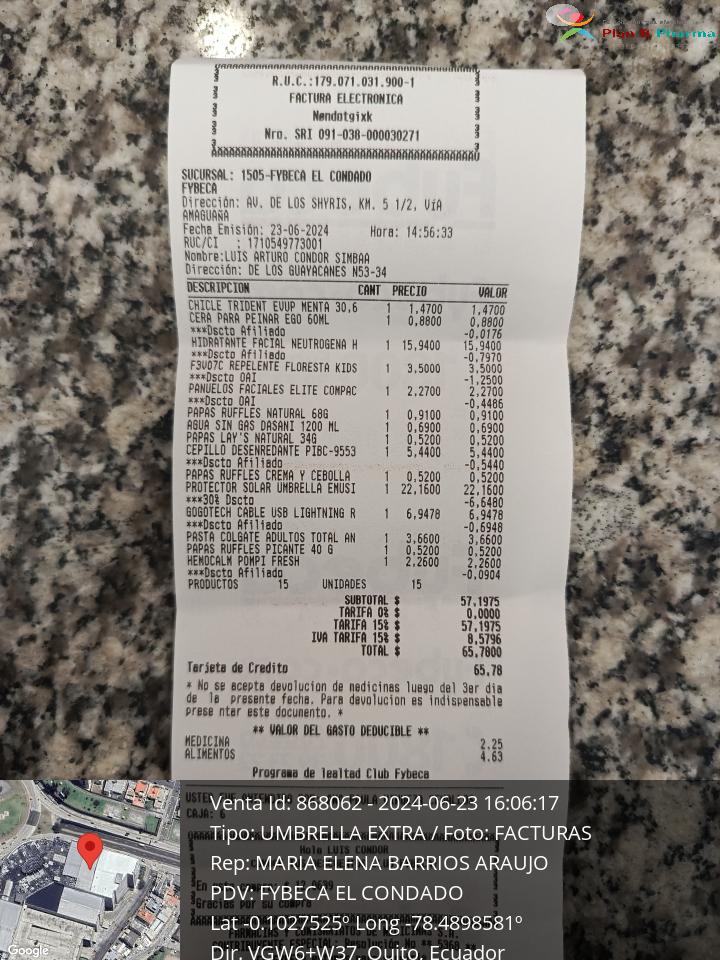 Plan B Pharma
R.U.C.:179.071.031.900-1
FACTURA ELECTRONICA
Nro. SRI 091-038-000030271
SUCURSAL: 1505-FYBECA EL CONDADO
FYBECA
Dirección: AV. DE LOS SHYRIS, KM. 5 1/2, VíA
AMAGUAÑA
Fecha Emisión: 23-06-2024 Hora: 14:56:33
RUC/CI : 1710549773001
Nombre:LUIS ARTURO CONDOR SIMBAA
Dirección: DE LOS GUAYACANES N53-34
DESCRIPCION CANT PRECIO VALOR
CHICLE TRIDENT EVUP MENTA 30,6 1 1,4700 1,4700
CERA PARA PEINAR EGO 60ML 1 0,8800 0,8800
***Dscto Afiliado -0,0176
HIDRATANTE FACIAL NEUTROGENA H 1 15,9400 15,9400
***Dscto Afiliado -0,7970
F3V07C REPELENTE FLORESTA KIDS 1 3,5000 3,5000
***Dscto OAI -1,2500
PANUELOS FACIALES ELITE COMPAC 1 2,2700 2,2700
***Dscto OAI -0,4486
PAPAS RUFFLES NATURAL 68G 1 0,9100 0,9100
AGUA SIN GAS DASANI 1200 ML 1 0,6900 0,6900
PAPAS LAY'S NATURAL 34G 1 0,5200 0,5200
CEPILLO DESENREDANTE PIBC-9553 1 5,4400 5,4400
***Dscto Afiliado -0,5440
PAPAS RUFFLES CREMA Y CEBOLLA 1 0,5200 0,5200
PROTECTOR SOLAR UMBRELLA EMUSI 1 22,1600 22,1600
***30% Dscto -6,6480
GOGOTECH CABLE USB LIGHTNING R 1 6,9478 6,9478
***Dscto Afiliado -0,6948
PASTA COLGATE ADULTOS TOTAL AN 1 3,6600 3,6600
PAPAS RUFFLES PICANTE 40 G 1 0,5200 0,5200
HEMOCALM POMPI FRESH 1 2,2600 2,2600
***Dscto Afiliado -0,0904
PRODUCTOS 15 UNIDADES 15
SUBTOTAL $ 57,1975
TARIFA 0% $ 0,0000
TARIFA 15% $ 57,1975
IVA TARIFA 15% $ 8,5796
TOTAL $ 65,7800
Tarjeta de Credito 65,78
* No se acepta devolucion de medicinas luego del 3er dia
de la presente fecha. Para devolucion es indispensable
prese ntar este documento. *
** VALOR DEL GASTO DEDUCIBLE **
MEDICINA 2.25
ALIMENTOS 4.63
Programa de lealtad Club Fybeca
CAJA: 6
Hola LUIS CONDOR
Gracias por su compra
Venta Id: 868062 - 2024-06-23 16:06:17
Tipo: UMBRELLA EXTRA / Foto: FACTURAS
Rep: MARIA ELENA BARRIOS ARAUJO
PDV: FYBECA EL CONDADO
Lat -0.1027525º Long -78.4898581º
Dir. VGW6+W37, Quito, Ecuador
Google